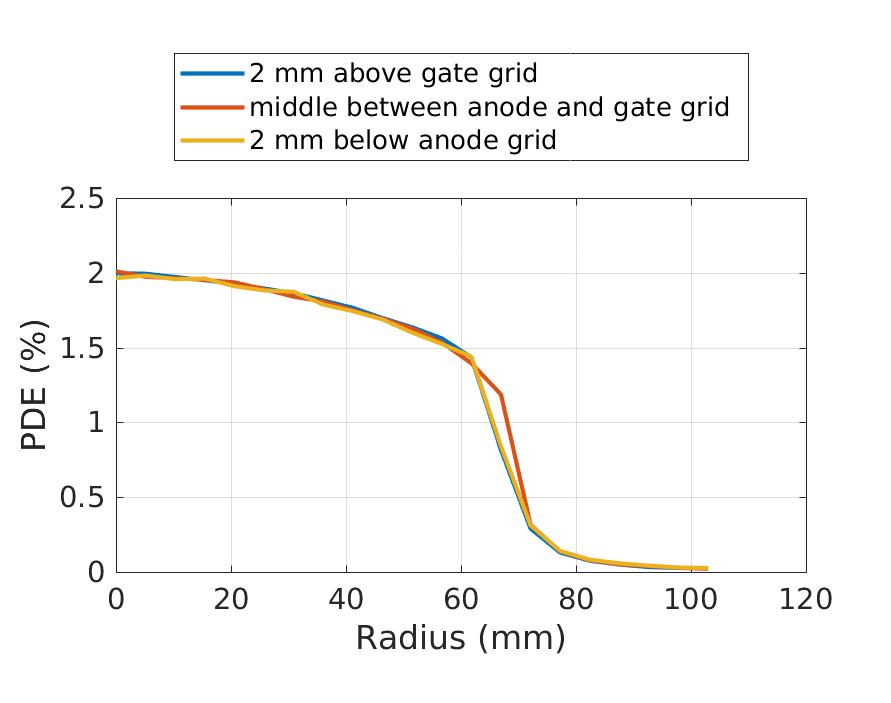 2 mm above gate grid
middle between anode and gate grid
2 mm below anode grid
2.5
2
1.5
1
0.5
0
PDE (%)
0 20 40 60 80 100 120
Radius (mm)